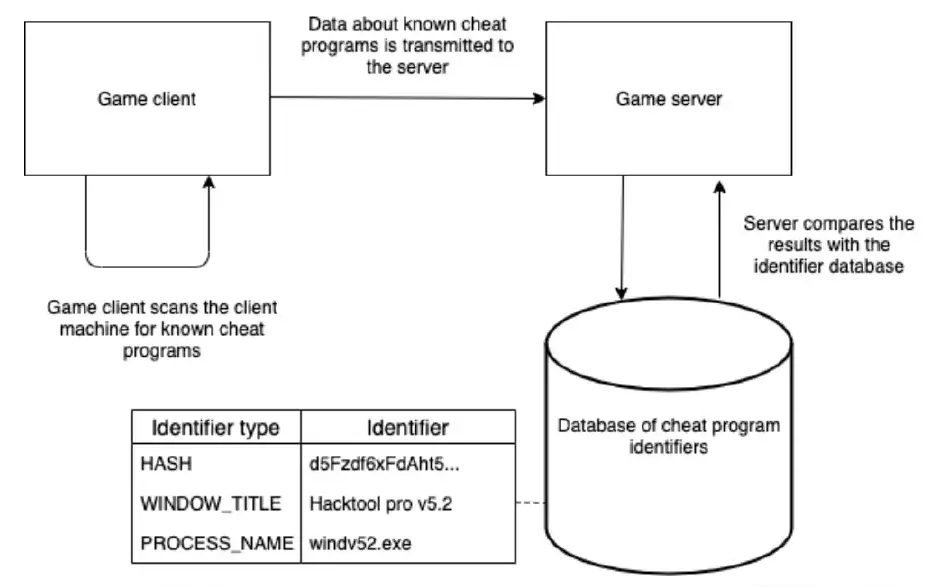 Data about known cheat
programs is transmitted to
the server
Game client
Game server
Server compares the
results with the
identifier database
Game client scans the client
machine for known cheat
programs
Identifier type Identifier
HASH d5Fzdf6xFdAht5...
WINDOW_TITLE Hacktool pro v5.2
PROCESS_NAME windv52.exe
Database of cheat program
identifiers